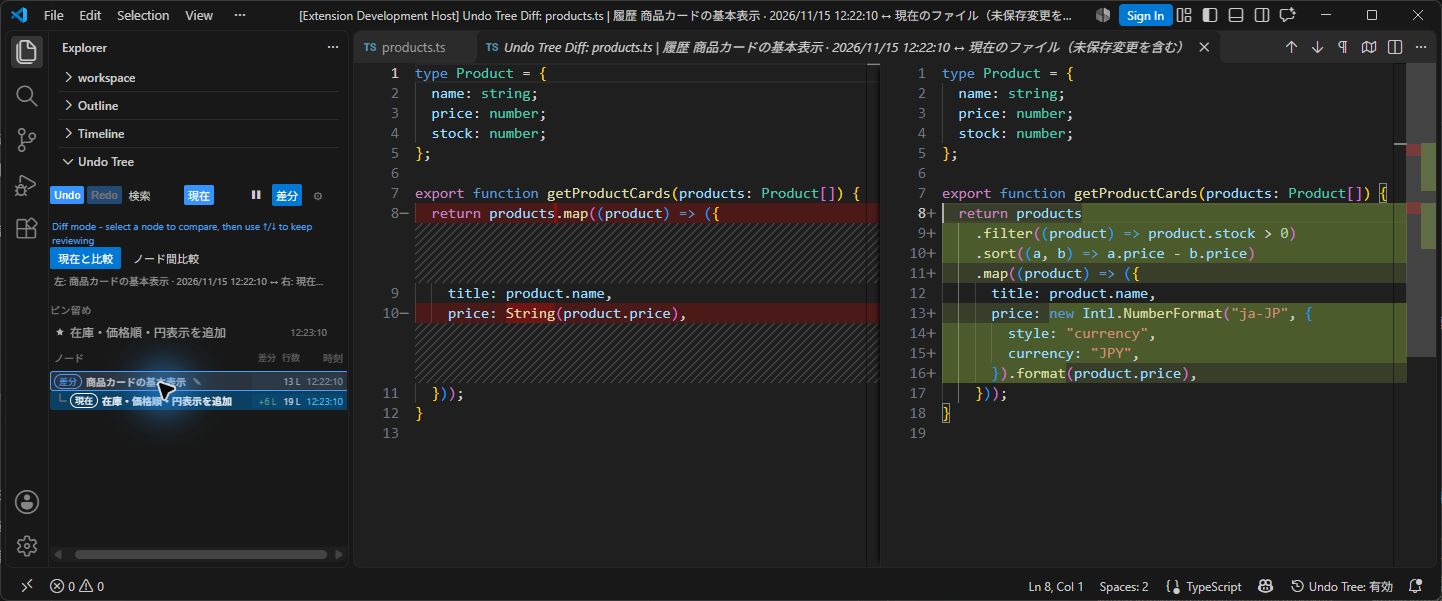 File Edit Selection View ··· [Extension Development Host] Undo Tree Diff: products.ts | 履歴 商品カードの基本表示 · 2026/11/15 12:22:10 ↔ 現在のファイル（未保存変更を... Sign In
Explorer ···
workspace
Outline
Timeline
Undo Tree
Undo Redo 検索 現在 差分
Diff mode - select a node to compare, then use ↑/↓ to keep
reviewing
現在と比較 ノード間比較
左: 商品カードの基本表示 · 2026/11/15 12:22:10 ↔ 右: 現在...
ピン留め
★ 在庫・価格順・円表示を追加 12:23:10
ノード 差分 行数 時刻
差分 商品カードの基本表示 13 L 12:22:10
現在 在庫・価格順・円表示を追加 +6 L 19 L 12:23:10
TS products.ts
TS Undo Tree Diff: products.ts | 履歴 商品カードの基本表示 · 2026/11/15 12:22:10 ↔ 現在のファイル（未保存変更を含む）
1 type Product = {
2 name: string;
3 price: number;
4 stock: number;
5 };
6
7 export function getProductCards(products: Product[]) {
8− return products.map((product) => ({
9 title: product.name,
10− price: String(product.price),
11 }));
12 }
13
1 type Product = {
2 name: string;
3 price: number;
4 stock: number;
5 };
6
7 export function getProductCards(products: Product[]) {
8+ return products
9+ .filter((product) => product.stock > 0)
10+ .sort((a, b) => a.price - b.price)
11+ .map((product) => ({
12 title: product.name,
13+ price: new Intl.NumberFormat("ja-JP", {
14+ style: "currency",
15+ currency: "JPY",
16+ }).format(product.price),
17 }));
18 }
19
0 0 Ln 8, Col 1 Spaces: 2 {} TypeScript Undo Tree: 有効